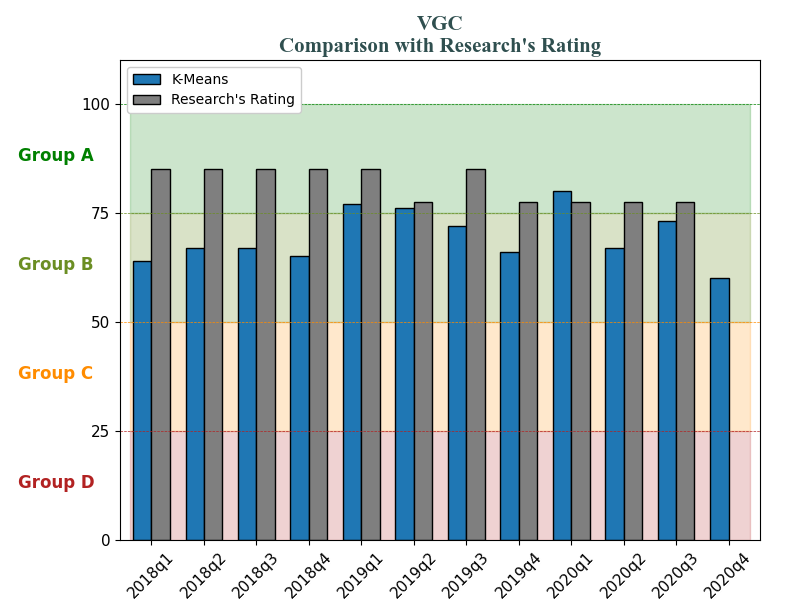 VGC
Comparison with Research's Rating
K-Means
Research's Rating
100
Group A
75
Group B
50
Group C
25
Group D
0
2018q1
2018q2
2018q3
2018q4
2019q1
2019q2
2019q3
2019q4
2020q1
2020q2
2020q3
2020q4